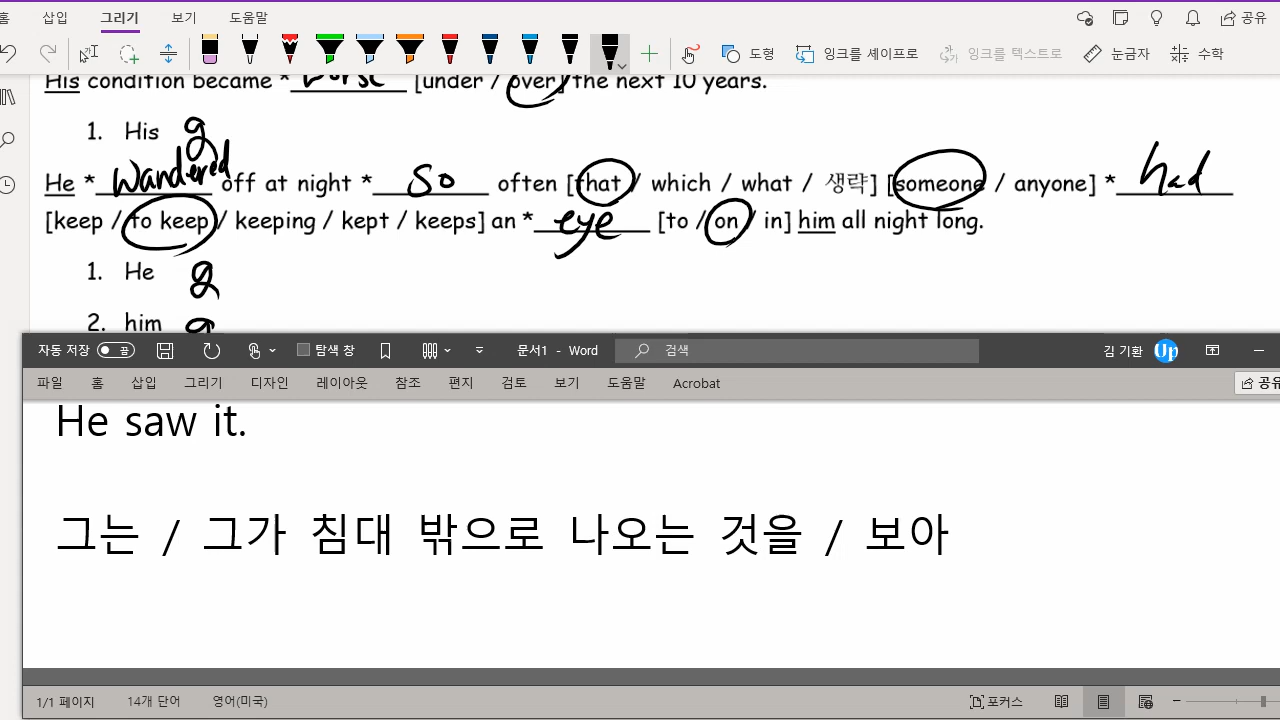 홈 삽입 그리기 보기 도움말 공유
도형 잉크를 셰이프로 잉크를 텍스트로 눈금자 수학
His condition became * worse [under / over] the next 10 years.
1. His g
He * wandered off at night * so often [that / which / what / 생략] [someone / anyone] * had
[keep / to keep / keeping / kept / keeps] an * eye [to / on / in] him all night long.
1. He g
2. him g
자동 저장 끔 탐색 창 문서1 - Word 검색 김 기환 Up
파일 홈 삽입 그리기 디자인 레이아웃 참조 편지 검토 보기 도움말 Acrobat 공유
He saw it.
그는 / 그가 침대 밖으로 나오는 것을 / 보아
1/1 페이지 14개 단어 영어(미국) 포커스